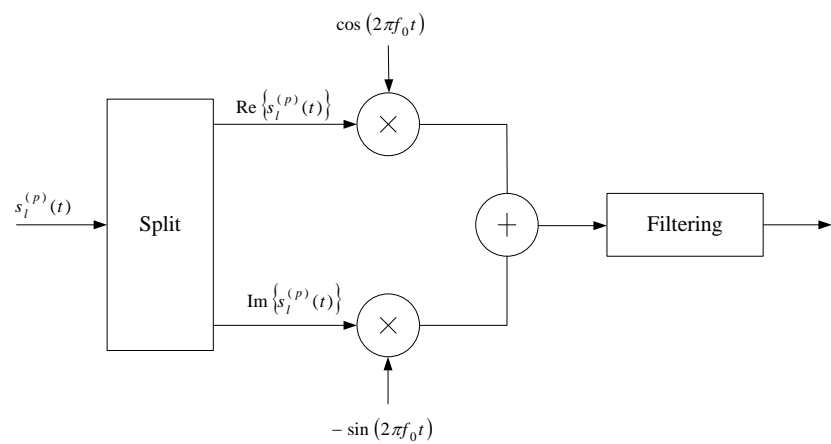 cos (2πf₀t)
Re {sₗ⁽ᵖ⁾(t)}
×
sₗ⁽ᵖ⁾(t)
Split
+
Filtering
Im {sₗ⁽ᵖ⁾(t)}
×
− sin (2πf₀t)